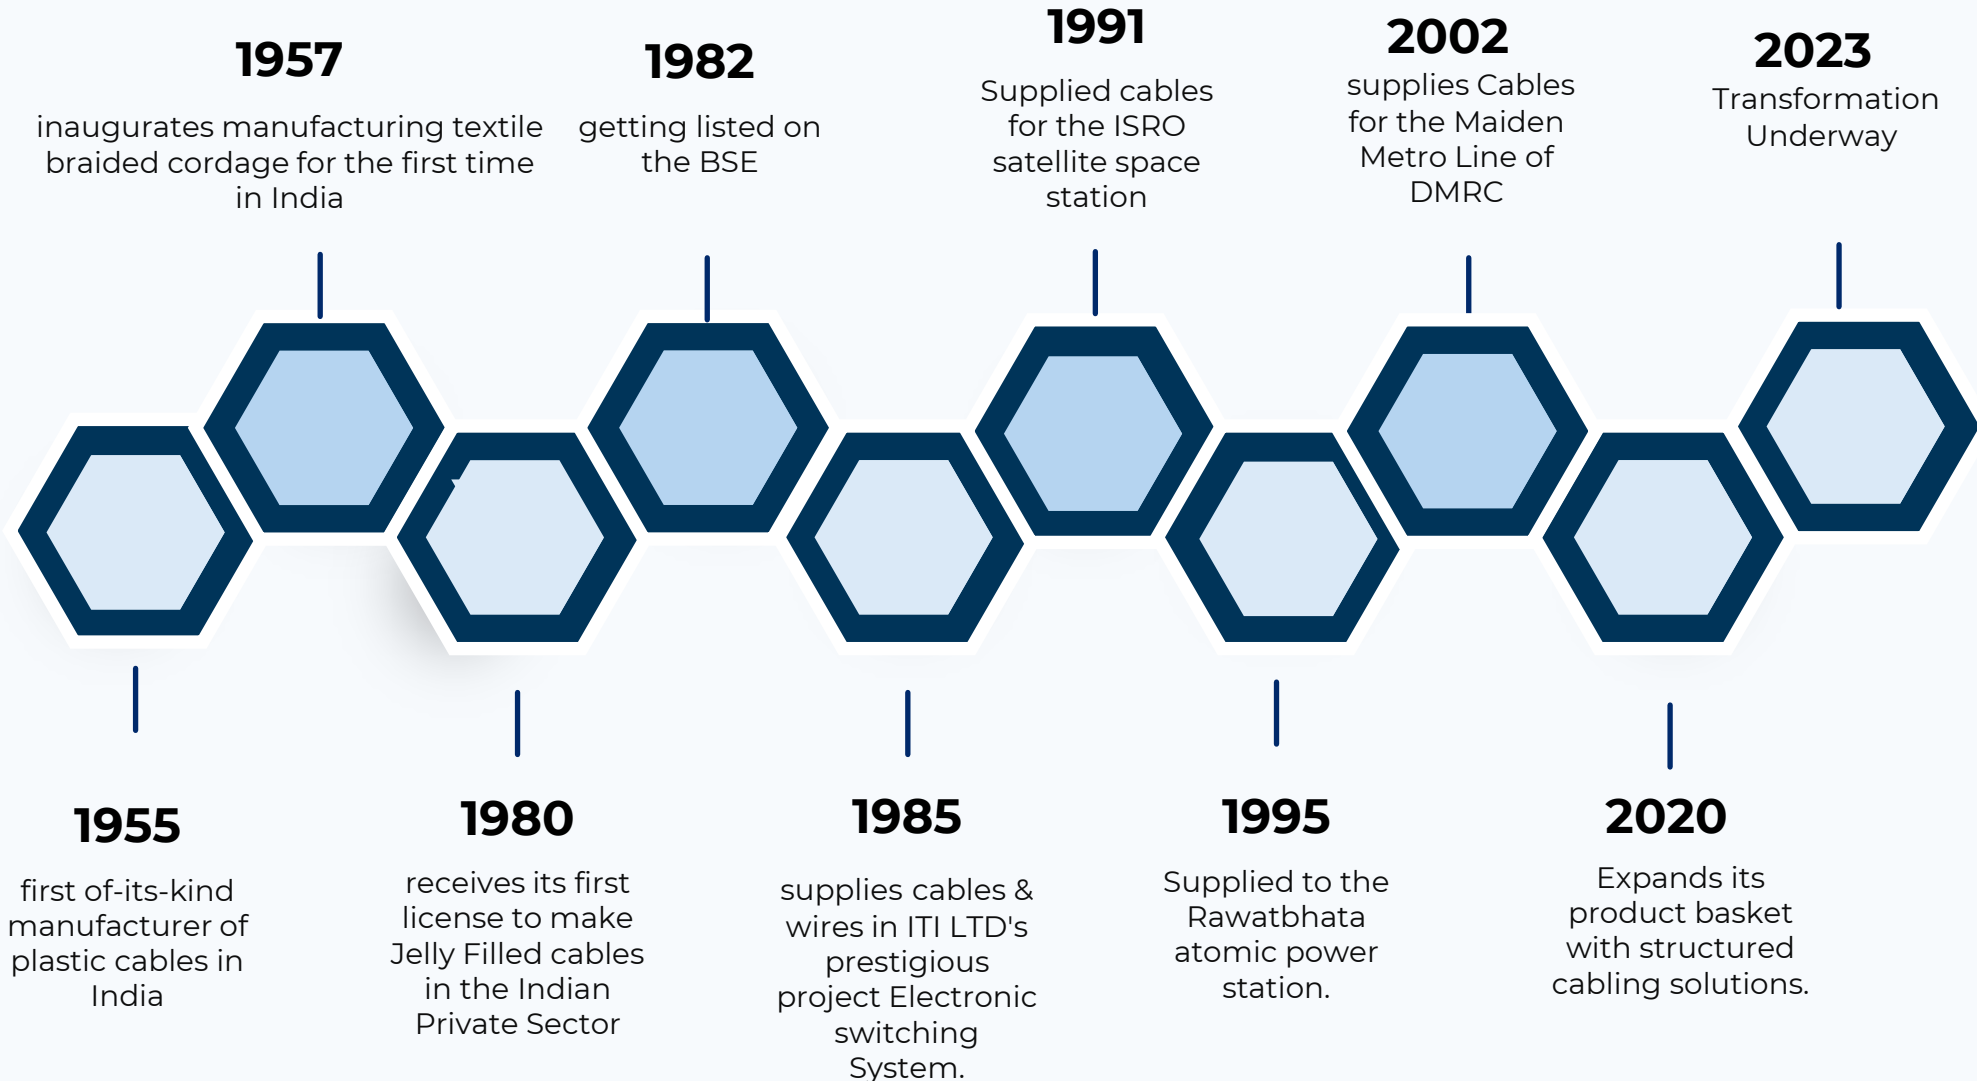 1957
inaugurates manufacturing textile
braided cordage for the first time
in India
1982
getting listed on
the BSE
1991
Supplied cables
for the ISRO
satellite space
station
2002
supplies Cables
for the Maiden
Metro Line of
DMRC
2023
Transformation
Underway
1955
first of-its-kind
manufacturer of
plastic cables in
India
1980
receives its first
license to make
Jelly Filled cables
in the Indian
Private Sector
1985
supplies cables &
wires in ITI LTD's
prestigious
project Electronic
switching
System.
1995
Supplied to the
Rawatbhata
atomic power
station.
2020
Expands its
product basket
with structured
cabling solutions.